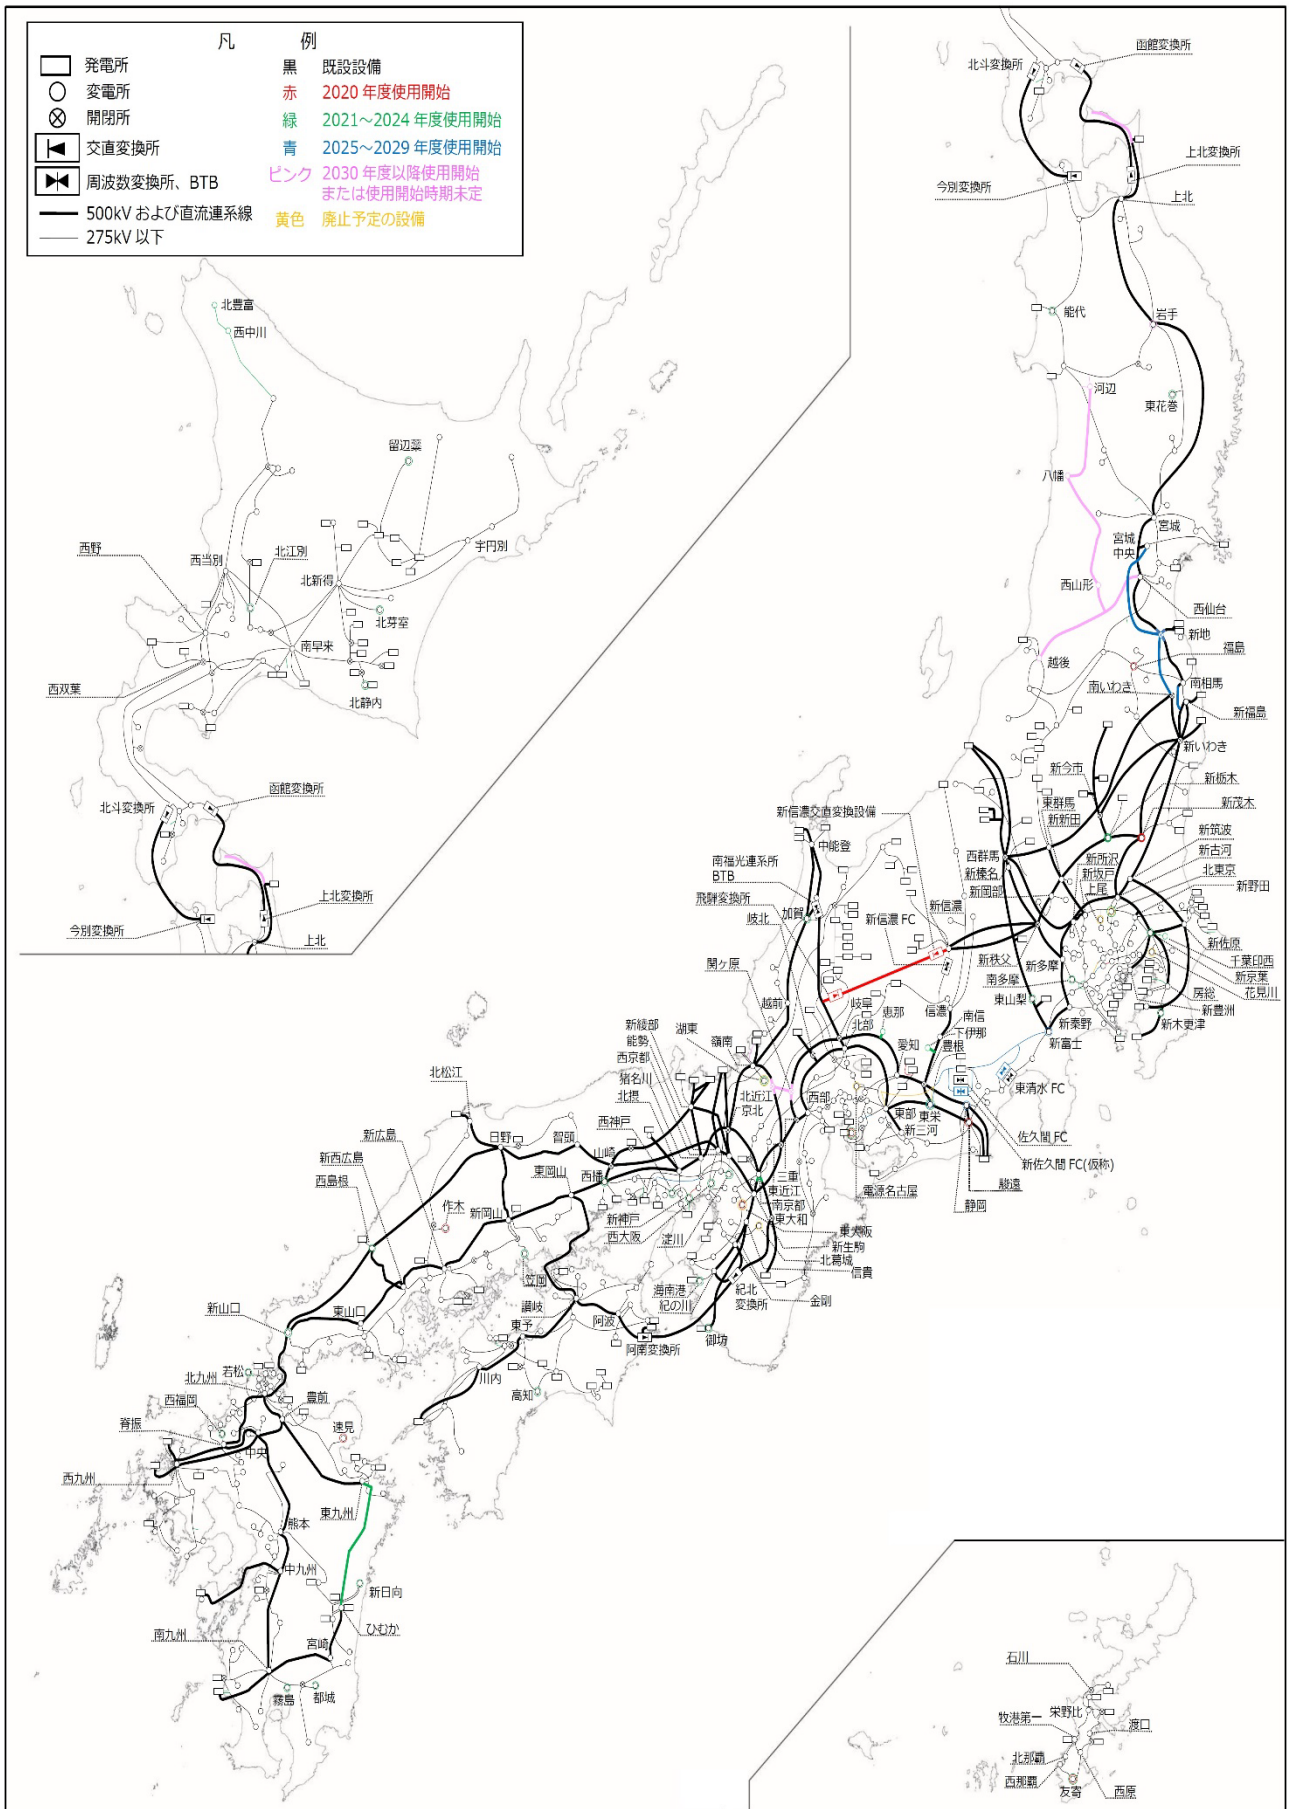 凡 例
発電所
変電所
開閉所
交直変換所
周波数変換所、BTB
500kV および直流連系線
275kV 以下
黒 既設設備
赤 2020 年度使用開始
緑 2021～2024 年度使用開始
青 2025～2029 年度使用開始
ピンク 2030 年度以降使用開始
または使用開始時期未定
黄色 廃止予定の設備
北豊富
西中川
留辺蘂
宇円別
西野
西当別
北江別
北新得
北芽室
南早来
西双葉
北静内
北斗変換所
函館変換所
上北変換所
今別変換所
上北
函館変換所
北斗変換所
上北変換所
今別変換所
上北
能代
岩手
河辺
東花巻
八幡
宮城
宮城
中央
西山形
西仙台
新地
越後
福島
南いわき
南相馬
新福島
新いわき
新今市
新栃木
東群馬
新茂木
新新田
新筑波
西群馬
新所沢
新古河
新榛名
新坂戸
北東京
新岡部
上尾
新野田
新信濃交直変換設備
中能登
南福光連系所
BTB
飛騨変換所
加賀
新信濃
岐北
新信濃 FC
関ケ原
新秩父
新多摩
新佐原
千葉印西
南多摩
新京葉
東山梨
房総
花見川
新豊洲
新秦野
新木更津
新富士
越前
岐阜
恵那
信濃
南信
北部
下伊那
愛知
豊根
新綾部
湖東
能勢
嶺南
西京都
猪名川
北摂
北近江
京北
西部
東部
東栄
新三河
東清水 FC
佐久間 FC
新佐久間 FC(仮称)
駿遠
静岡
電源名古屋
三重
東近江
南京都
東大和
東大阪
新生駒
北葛城
信貴
金剛
西神戸
山崎
智頭
日野
北松江
新広島
新西広島
西島根
東岡山
西播
作木
新岡山
新神戸
西大阪
淀川
笠岡
海南港
紀の川
紀北
変換所
讃岐
阿波
阿南変換所
御坊
東予
川内
高知
新山口
東山口
若松
北九州
西福岡
豊前
脊振
速見
中央
西九州
東九州
熊本
中九州
新日向
ひむか
南九州
宮崎
霧島
都城
石川
栄野比
牧港第一
渡口
北那覇
西那覇
友寄
西原